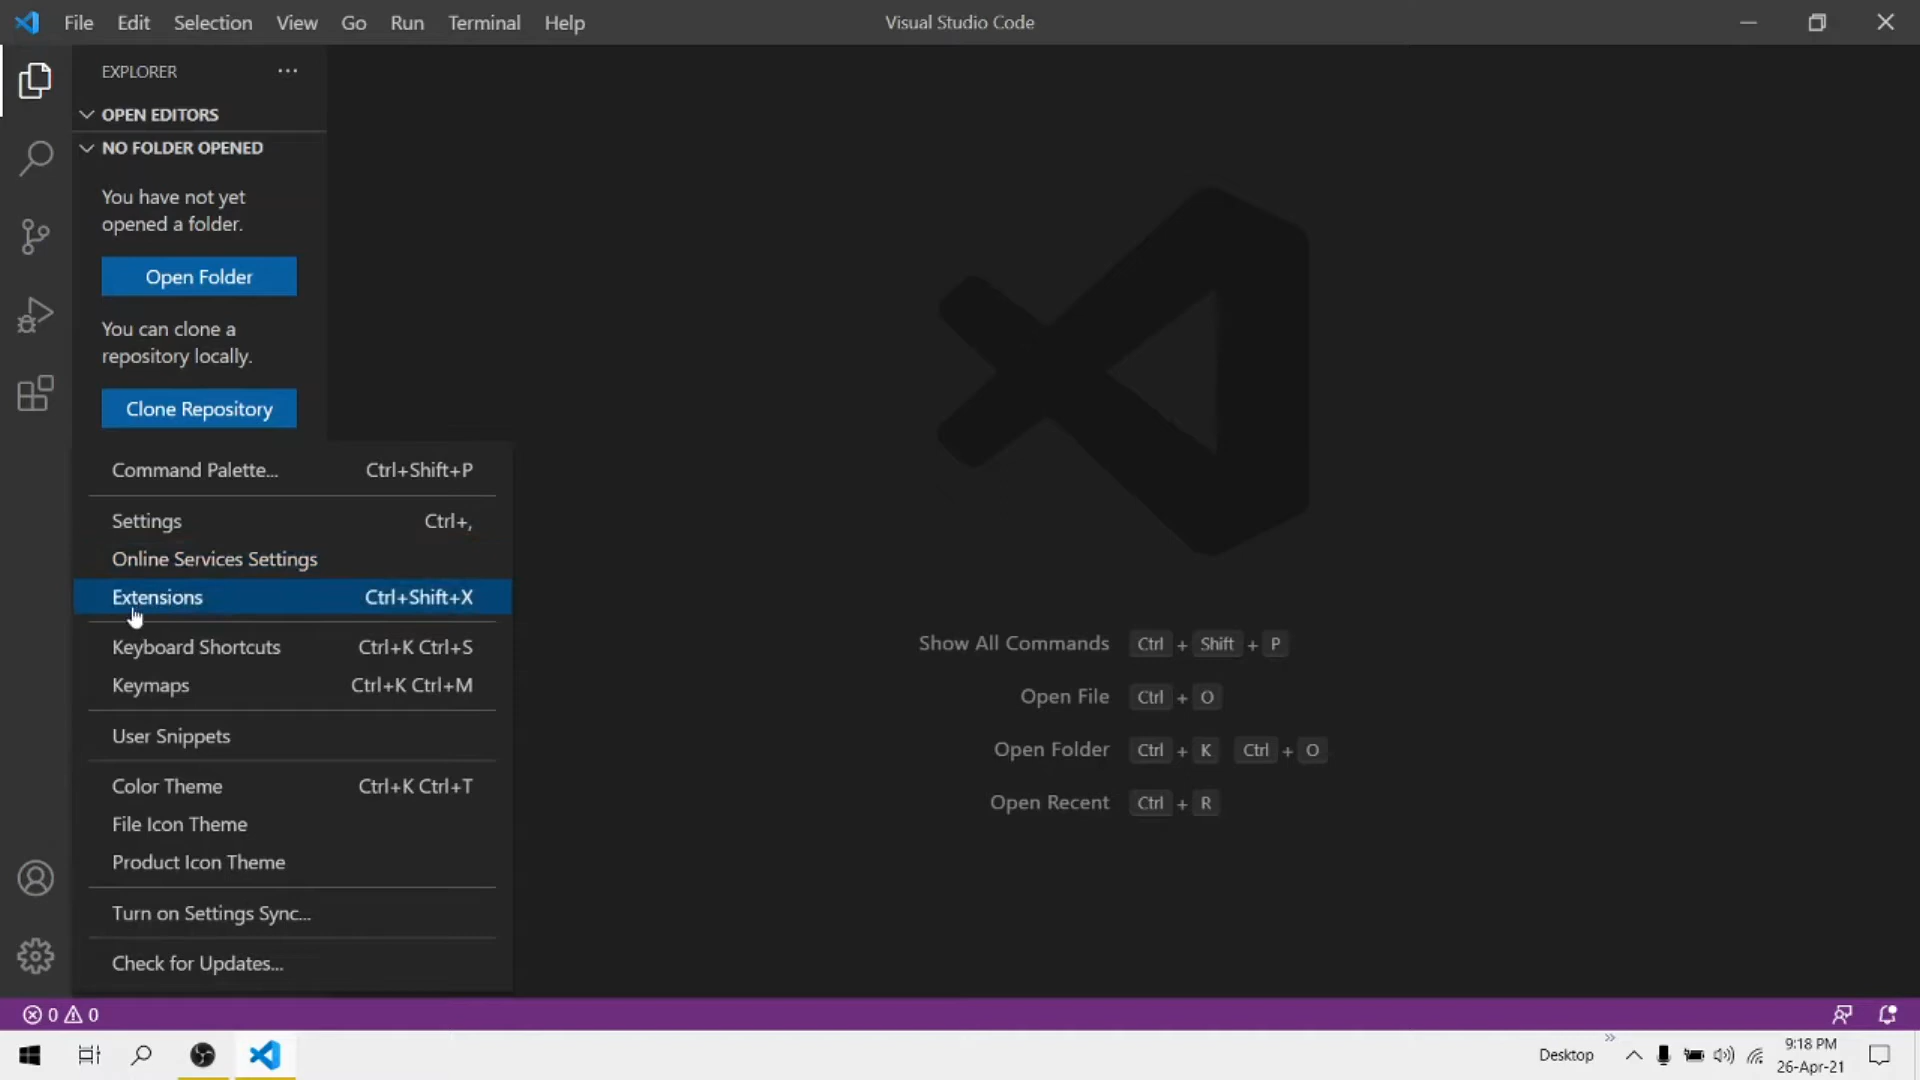 File Edit Selection View Go Run Terminal Help
Visual Studio Code
EXPLORER
OPEN EDITORS
NO FOLDER OPENED
You have not yet
opened a folder.
Open Folder
You can clone a
repository locally.
Clone Repository
Command Palette... Ctrl+Shift+P
Settings Ctrl+,
Online Services Settings
Extensions Ctrl+Shift+X
Keyboard Shortcuts Ctrl+K Ctrl+S
Keymaps Ctrl+K Ctrl+M
User Snippets
Color Theme Ctrl+K Ctrl+T
File Icon Theme
Product Icon Theme
Turn on Settings Sync...
Check for Updates...
Show All Commands Ctrl + Shift + P
Open File Ctrl + O
Open Folder Ctrl + K Ctrl + O
Open Recent Ctrl + R
0 0
Desktop
9:18 PM
26-Apr-21